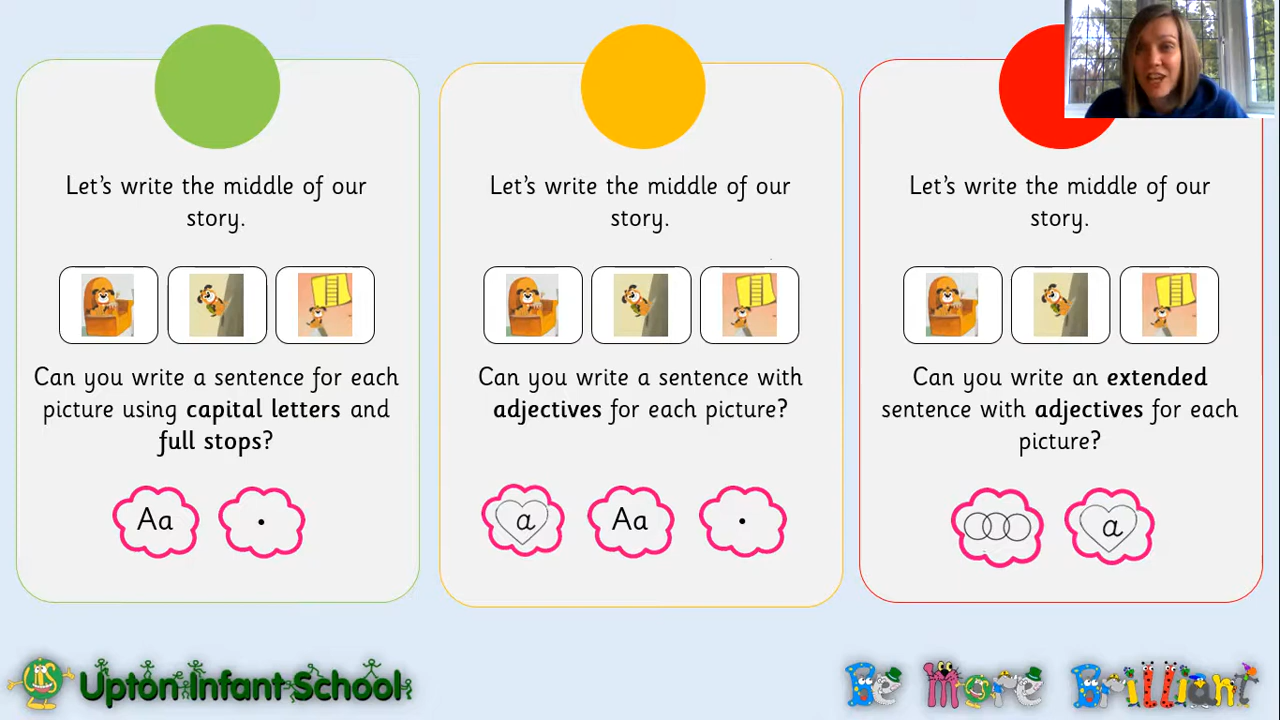 Let's write the middle of our
story.
Can you write a sentence for each
picture using capital letters and
full stops?
Aa
.
Let's write the middle of our
story.
Can you write a sentence with
adjectives for each picture?
a
Aa
.
Let's write the middle of our
story.
Can you write an extended
sentence with adjectives for each
picture?
a
Upton Infant School
Be More Brilliant